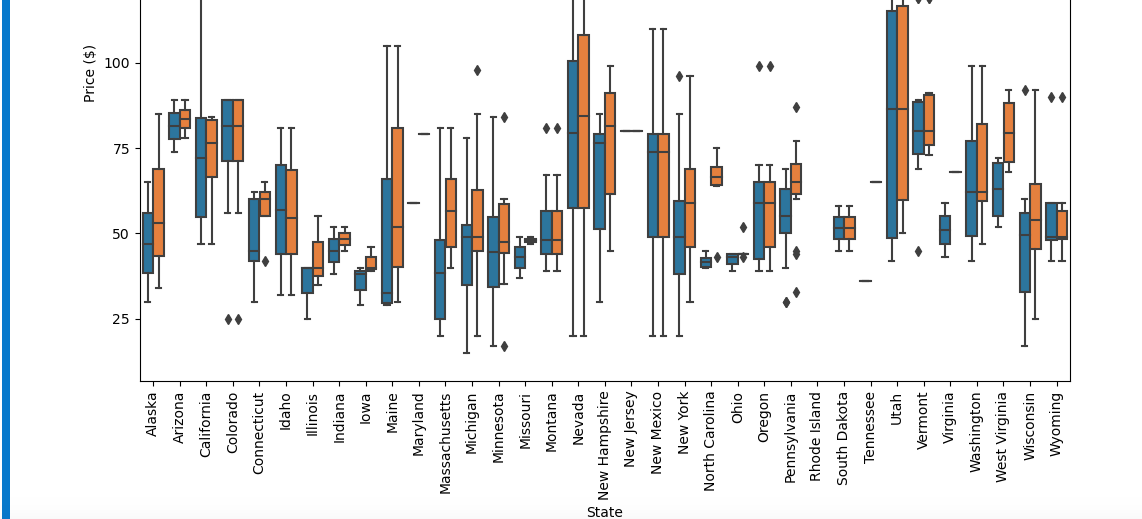 Price ($)
100
75
50
25
Alaska
Arizona
California
Colorado
Connecticut
Idaho
Illinois
Indiana
Iowa
Maine
Maryland
Massachusetts
Michigan
Minnesota
Missouri
Montana
Nevada
New Hampshire
New Jersey
New Mexico
New York
North Carolina
Ohio
Oregon
Pennsylvania
Rhode Island
South Dakota
Tennessee
Utah
Vermont
Virginia
Washington
West Virginia
Wisconsin
Wyoming
State